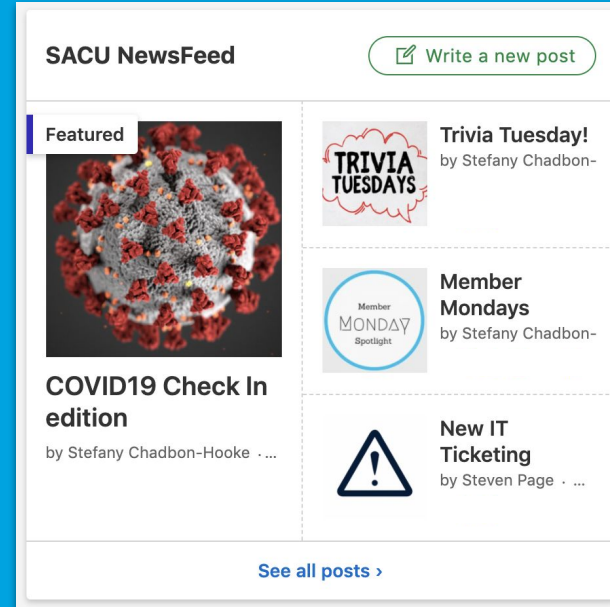 SACU NewsFeed
Write a new post
Featured
COVID19 Check In
edition
by Stefany Chadbon-Hooke · ...
TRIVIA
TUESDAYS
Trivia Tuesday!
by Stefany Chadbon-
Member
MONDAY
Spotlight
Member
Mondays
by Stefany Chadbon-
!
New IT
Ticketing
by Steven Page · ...
See all posts ›